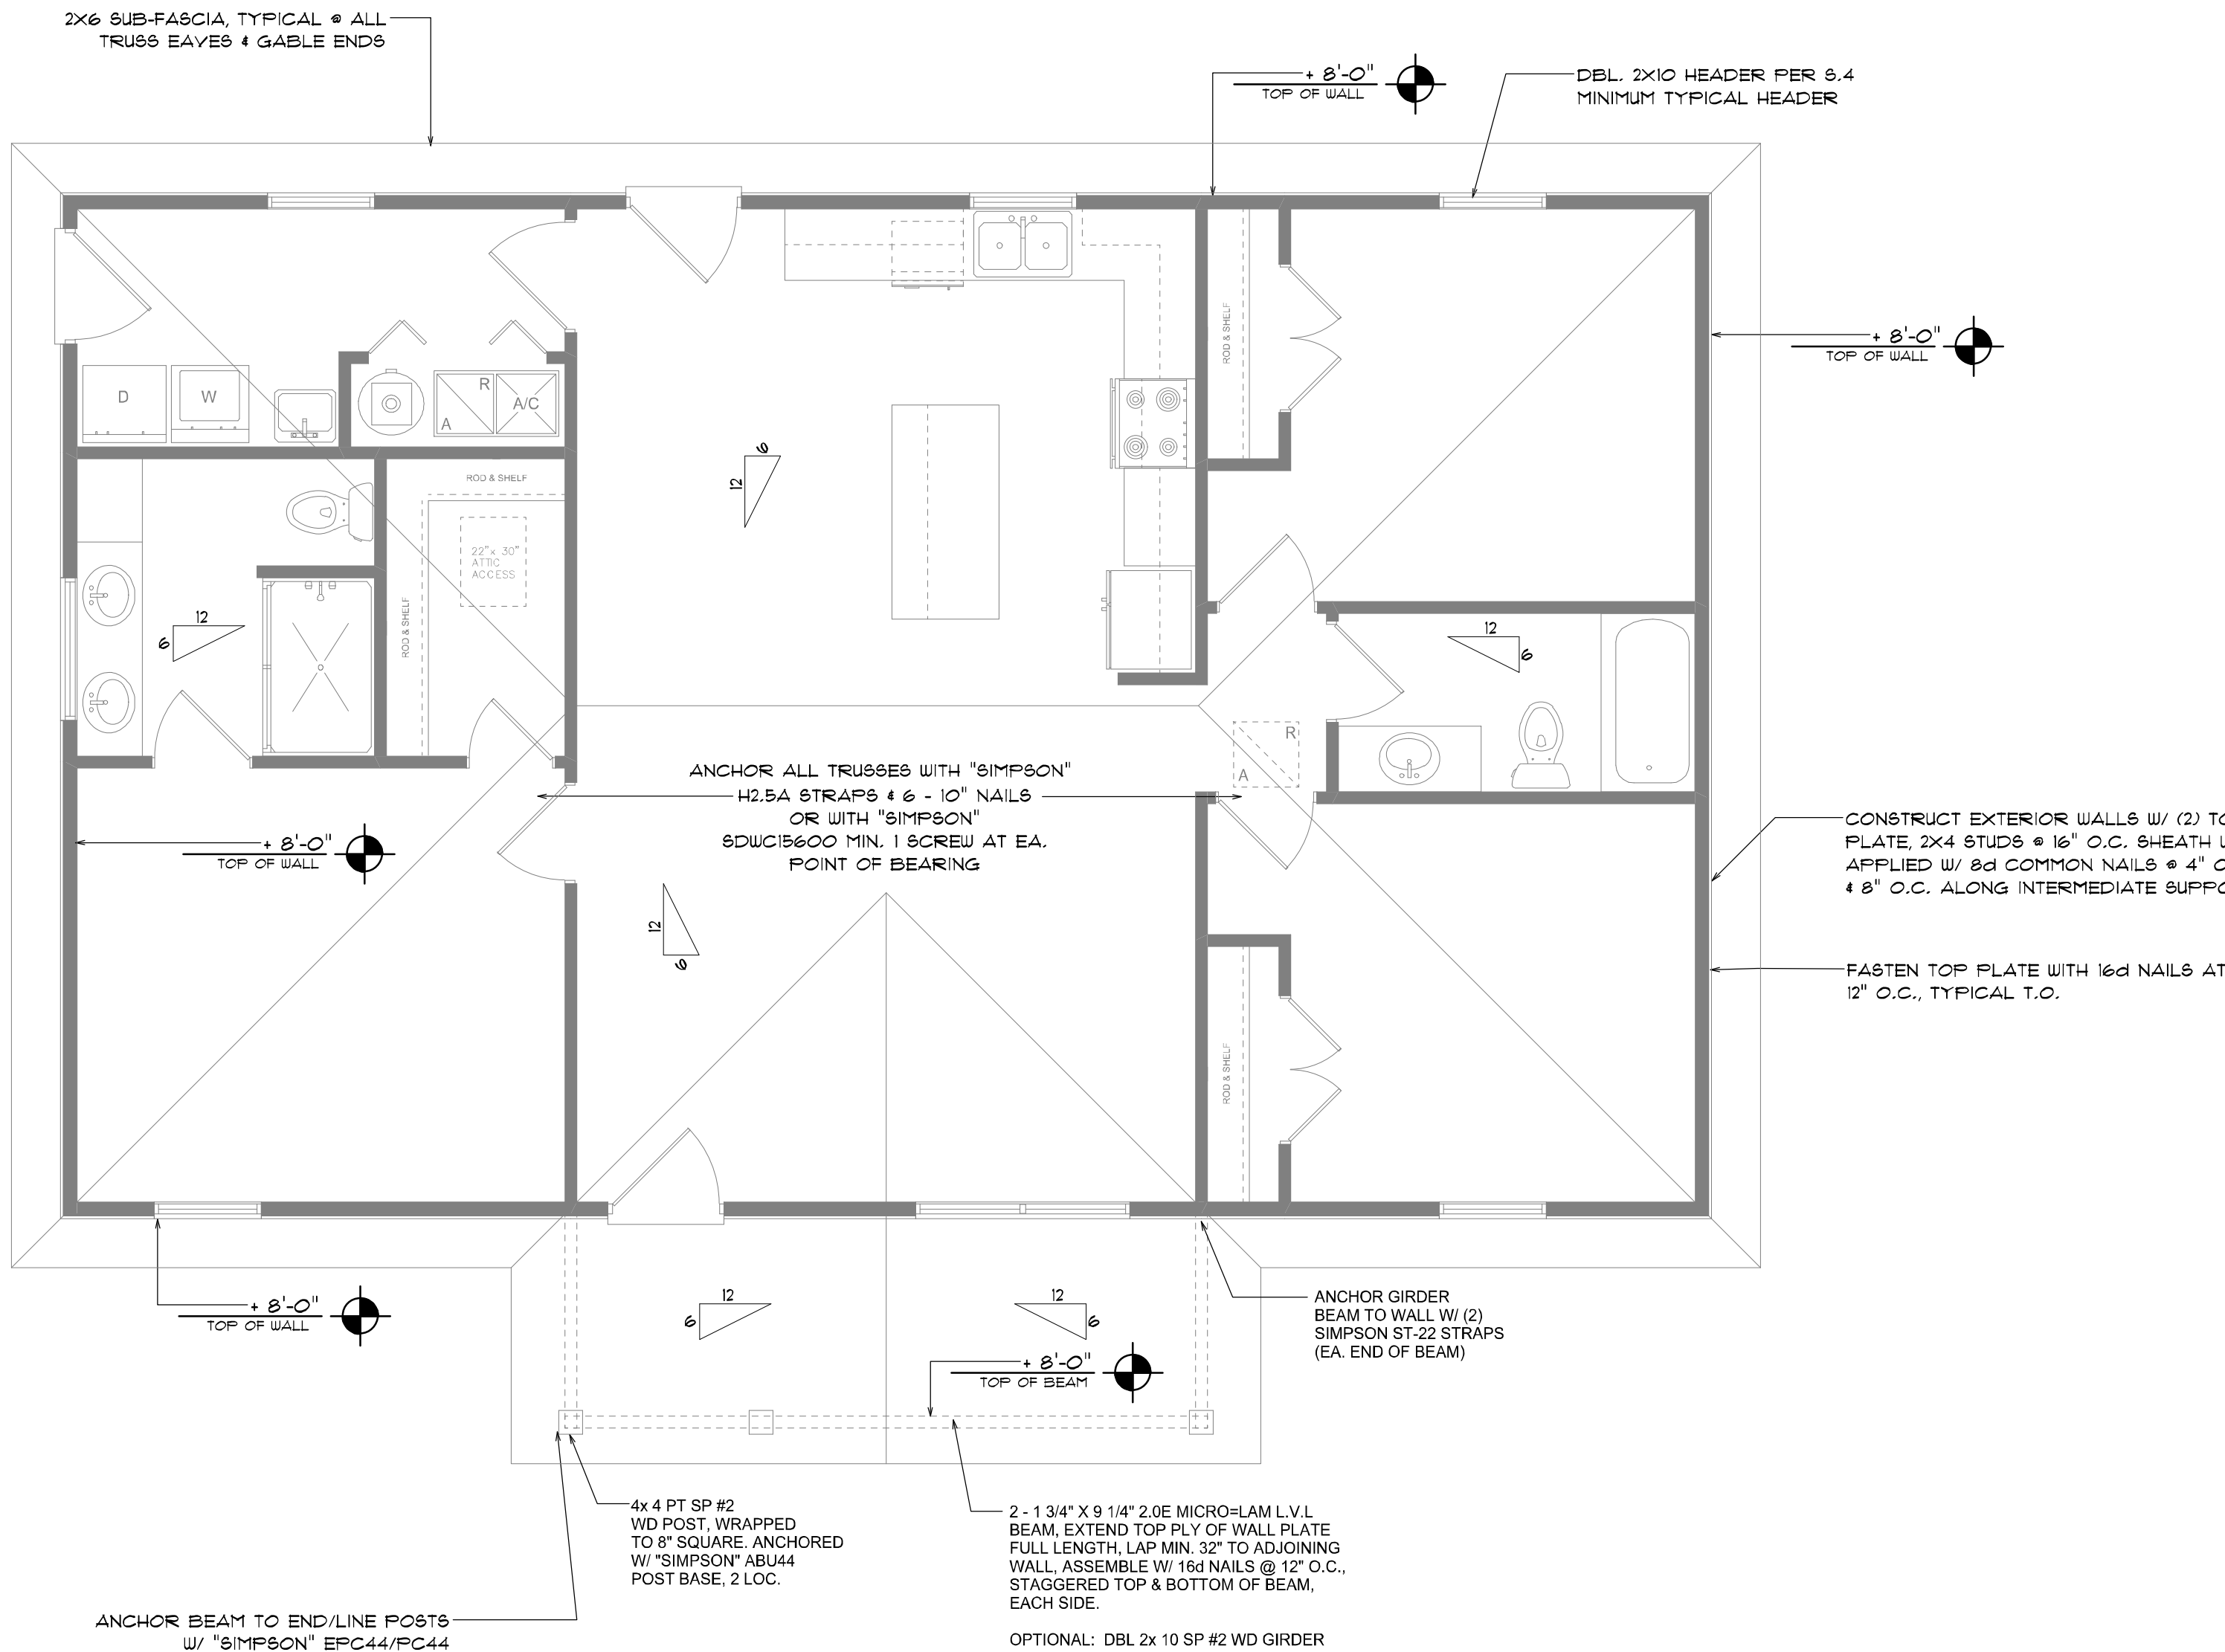 2X6 SUB-FASCIA, TYPICAL @ ALL
TRUSS EAVES & GABLE ENDS
+ 8'-0"
TOP OF WALL
DBL. 2X10 HEADER PER S.4
MINIMUM TYPICAL HEADER
+ 8'-0"
TOP OF WALL
ROD & SHELF
D
W
R
A
A/C
ROD & SHELF
22"x 30"
ATTIC
ACCESS
ROD & SHELF
6
12
12
6
12
6
R
A
ANCHOR ALL TRUSSES WITH "SIMPSON"
H2.5A STRAPS & 6 - 10" NAILS
OR WITH "SIMPSON"
SDWC15600 MIN. 1 SCREW AT EA.
POINT OF BEARING
+ 8'-0"
TOP OF WALL
12
6
CONSTRUCT EXTERIOR WALLS W/ (2) TO
PLATE, 2X4 STUDS @ 16" O.C. SHEATH
APPLIED W/ 8d COMMON NAILS @ 4" O
& 8" O.C. ALONG INTERMEDIATE SUPPO
FASTEN TOP PLATE WITH 16d NAILS AT
12" O.C., TYPICAL T.O.
ROD & SHELF
+ 8'-0"
TOP OF WALL
12
6
12
6
+ 8'-0"
TOP OF BEAM
ANCHOR GIRDER
BEAM TO WALL W/ (2)
SIMPSON ST-22 STRAPS
(EA. END OF BEAM)
4x 4 PT SP #2
WD POST, WRAPPED
TO 8" SQUARE. ANCHORED
W/ "SIMPSON" ABU44
POST BASE, 2 LOC.
2 - 1 3/4" X 9 1/4" 2.0E MICRO=LAM L.V.L
BEAM, EXTEND TOP PLY OF WALL PLATE
FULL LENGTH, LAP MIN. 32" TO ADJOINING
WALL, ASSEMBLE W/ 16d NAILS @ 12" O.C.,
STAGGERED TOP & BOTTOM OF BEAM,
EACH SIDE.
OPTIONAL: DBL 2x 10 SP #2 WD GIRDER
ANCHOR BEAM TO END/LINE POSTS
W/ "SIMPSON" EPC44/PC44